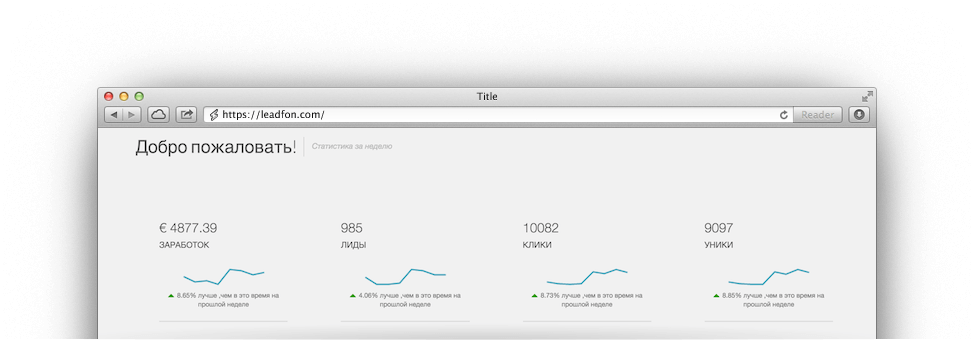 Title
https://leadfon.com/
Reader
Добро пожаловать!
Статистика за неделю
€ 4877.39
ЗАРАБОТОК
8.65% лучше ,чем в это время на
прошлой неделе
985
ЛИДЫ
4.06% лучше ,чем в это время на
прошлой неделе
10082
КЛИКИ
8.73% лучше ,чем в это время на
прошлой неделе
9097
УНИКИ
8.85% лучше ,чем в это время на
прошлой неделе